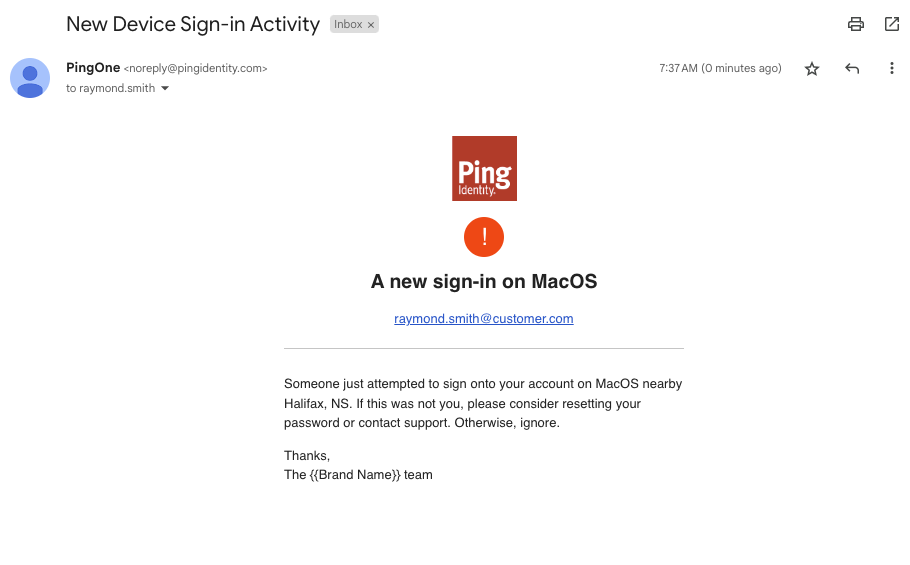 New Device Sign-in Activity Inbox ×
PingOne <noreply@pingidentity.com> 7:37 AM (0 minutes ago)
to raymond.smith
Ping
Identity.
!
A new sign-in on MacOS
raymond.smith@customer.com
Someone just attempted to sign onto your account on MacOS nearby
Halifax, NS. If this was not you, please consider resetting your
password or contact support. Otherwise, ignore.
Thanks,
The {{Brand Name}} team